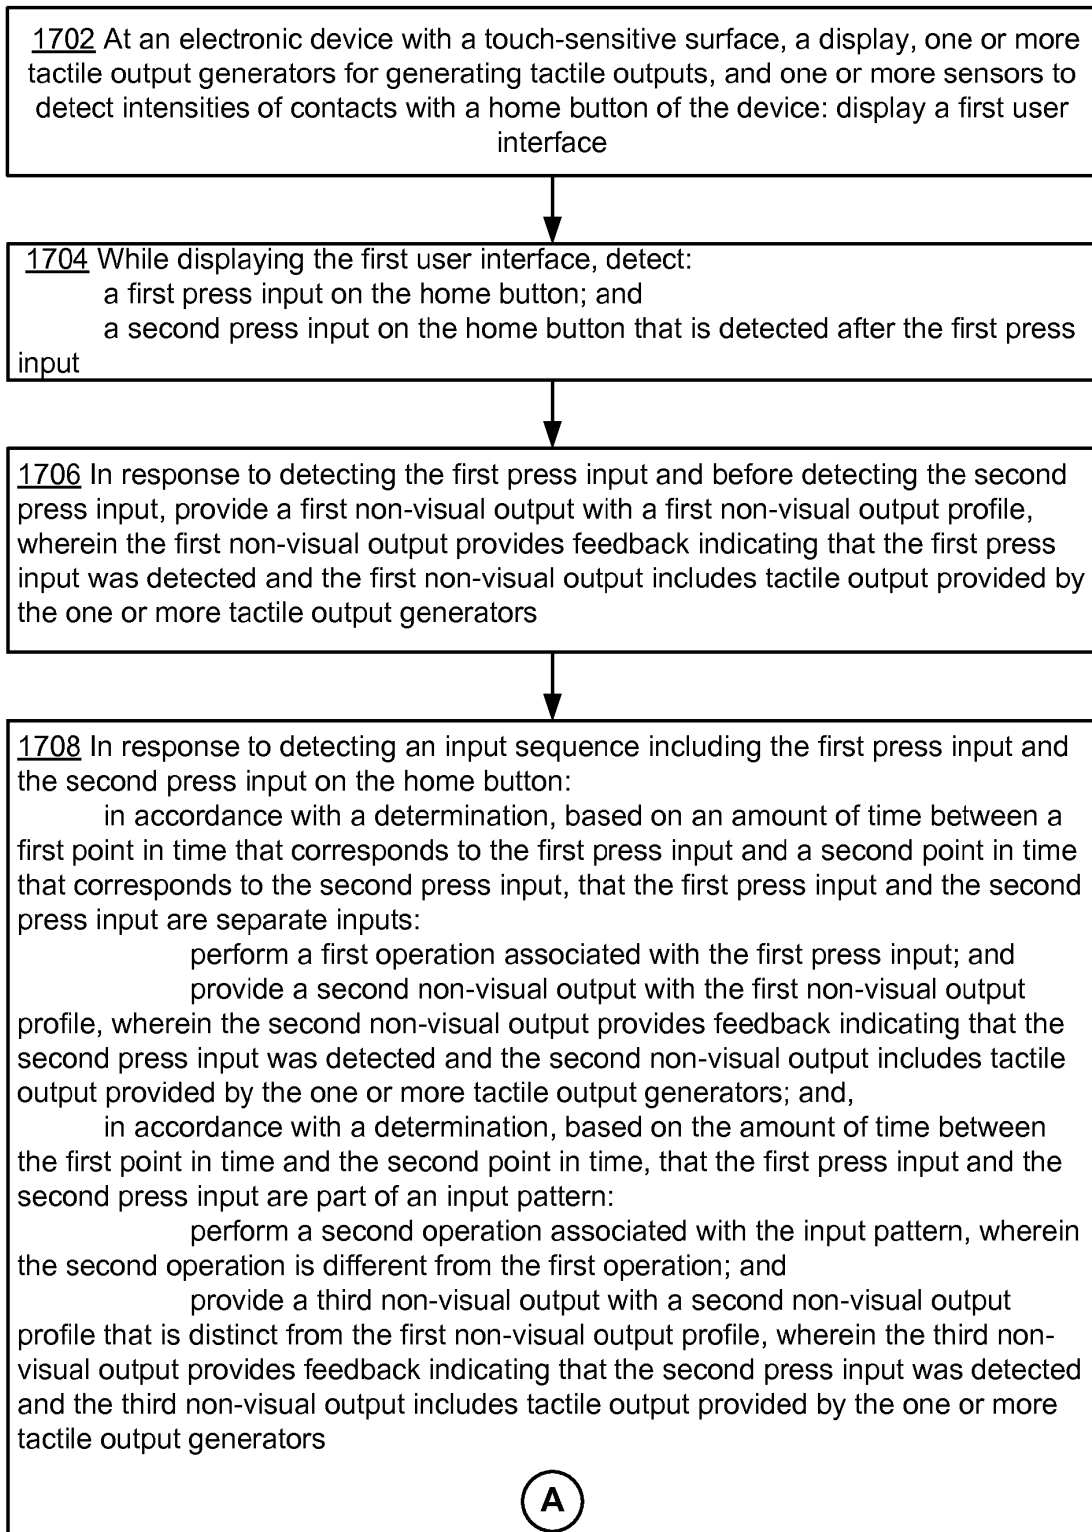 1702 At an electronic device with a touch-sensitive surface, a display, one or more
tactile output generators for generating tactile outputs, and one or more sensors to
detect intensities of contacts with a home button of the device: display a first user
interface
1704 While displaying the first user interface, detect:
a first press input on the home button; and
a second press input on the home button that is detected after the first press
input
1706 In response to detecting the first press input and before detecting the second
press input, provide a first non-visual output with a first non-visual output profile,
wherein the first non-visual output provides feedback indicating that the first press
input was detected and the first non-visual output includes tactile output provided by
the one or more tactile output generators
1708 In response to detecting an input sequence including the first press input and
the second press input on the home button:
in accordance with a determination, based on an amount of time between a
first point in time that corresponds to the first press input and a second point in time
that corresponds to the second press input, that the first press input and the second
press input are separate inputs:
perform a first operation associated with the first press input; and
provide a second non-visual output with the first non-visual output
profile, wherein the second non-visual output provides feedback indicating that the
second press input was detected and the second non-visual output includes tactile
output provided by the one or more tactile output generators; and,
in accordance with a determination, based on the amount of time between
the first point in time and the second point in time, that the first press input and the
second press input are part of an input pattern:
perform a second operation associated with the input pattern, wherein
the second operation is different from the first operation; and
provide a third non-visual output with a second non-visual output
profile that is distinct from the first non-visual output profile, wherein the third non-
visual output provides feedback indicating that the second press input was detected
and the third non-visual output includes tactile output provided by the one or more
tactile output generators
A